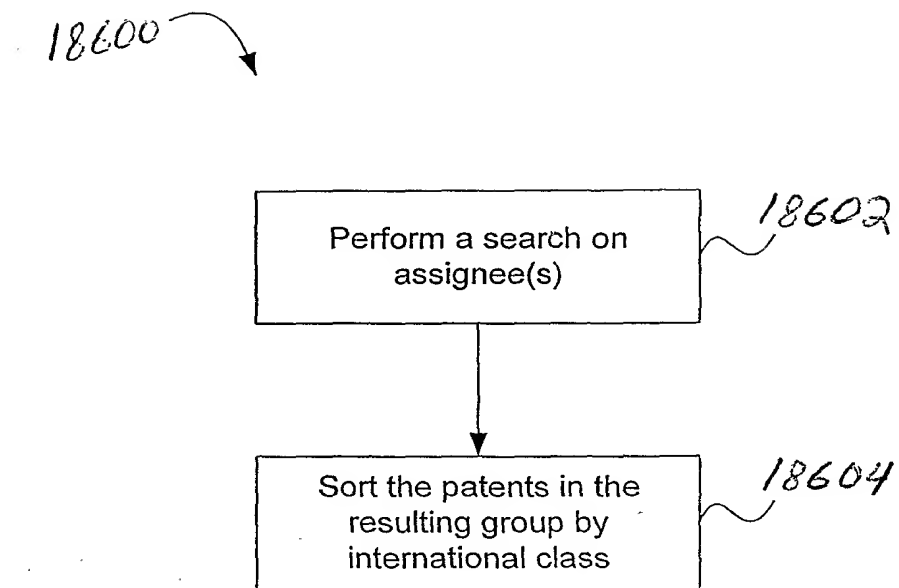 18600
Perform a search on
assignee(s)
18602
Sort the patents in the
resulting group by
international class
18604